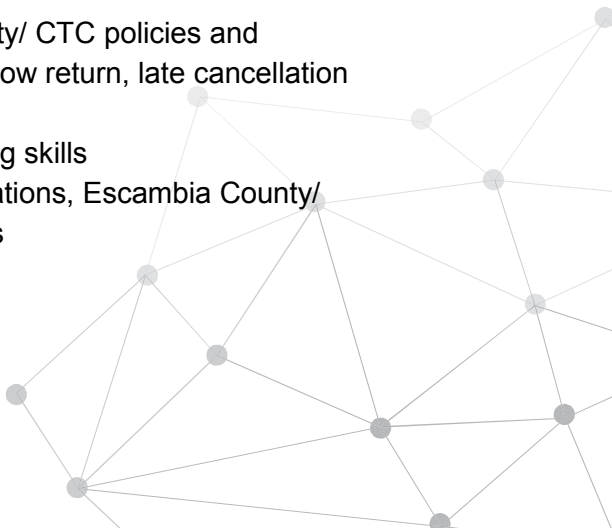 ty/ CTC policies and
ow return, late cancellation
g skills
ations, Escambia County/
s